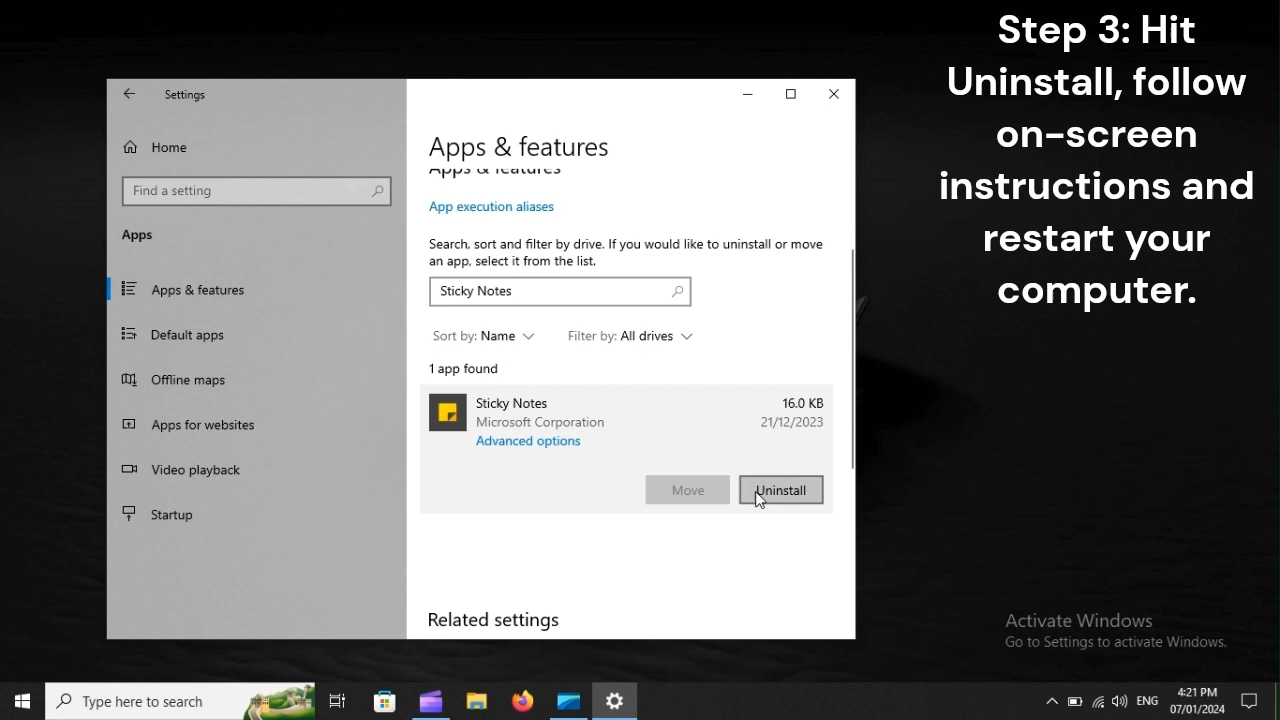 Step 3: Hit
Uninstall, follow
on-screen
instructions and
restart your
computer.
Settings
Home
Find a setting
Apps
Apps & features
Default apps
Offline maps
Apps for websites
Video playback
Startup
Apps & features
Apps & features
App execution aliases
Search, sort and filter by drive. If you would like to uninstall or move
an app, select it from the list.
Sticky Notes
Sort by: Name
Filter by: All drives
1 app found
Sticky Notes
16.0 KB
Microsoft Corporation
21/12/2023
Advanced options
Move
Uninstall
Related settings
Activate Windows
Go to Settings to activate Windows.
Type here to search
ENG
4:21 PM
07/01/2024